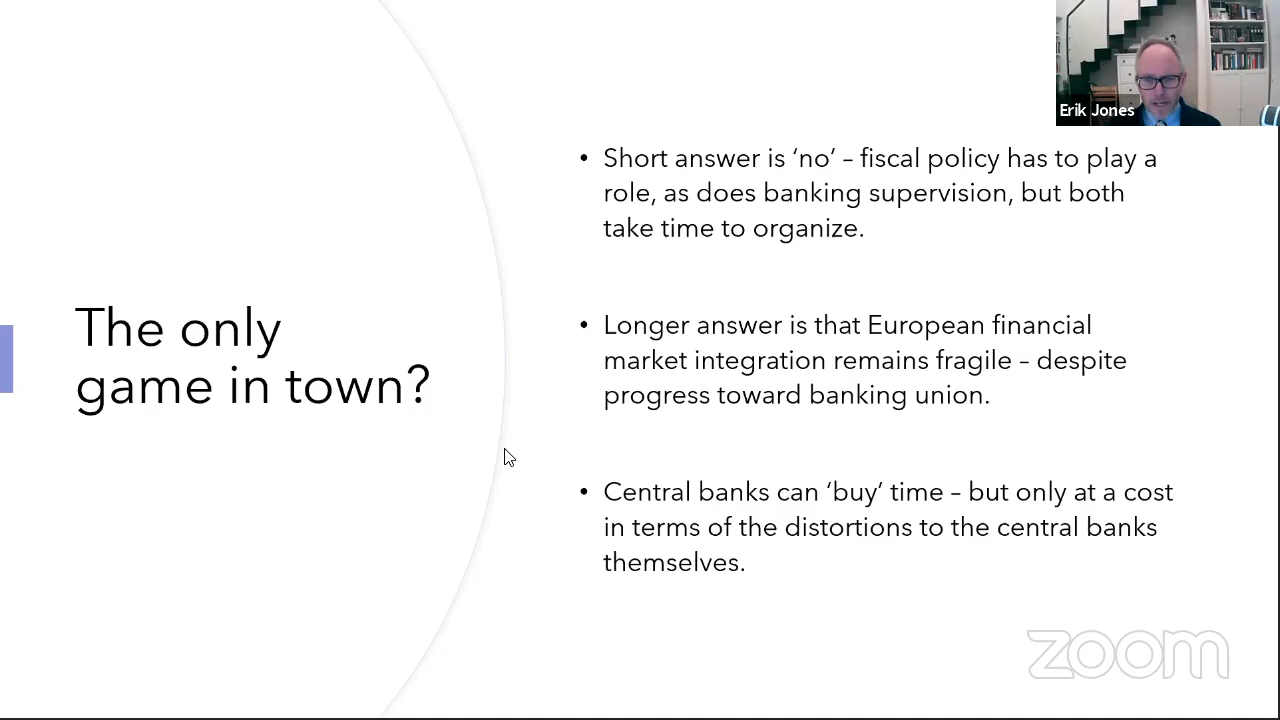 Erik Jones
The only
game in town?
• Short answer is ‘no’ – fiscal policy has to play a
role, as does banking supervision, but both
take time to organize.
• Longer answer is that European financial
market integration remains fragile – despite
progress toward banking union.
• Central banks can ‘buy’ time – but only at a cost
in terms of the distortions to the central banks
themselves.
zoom